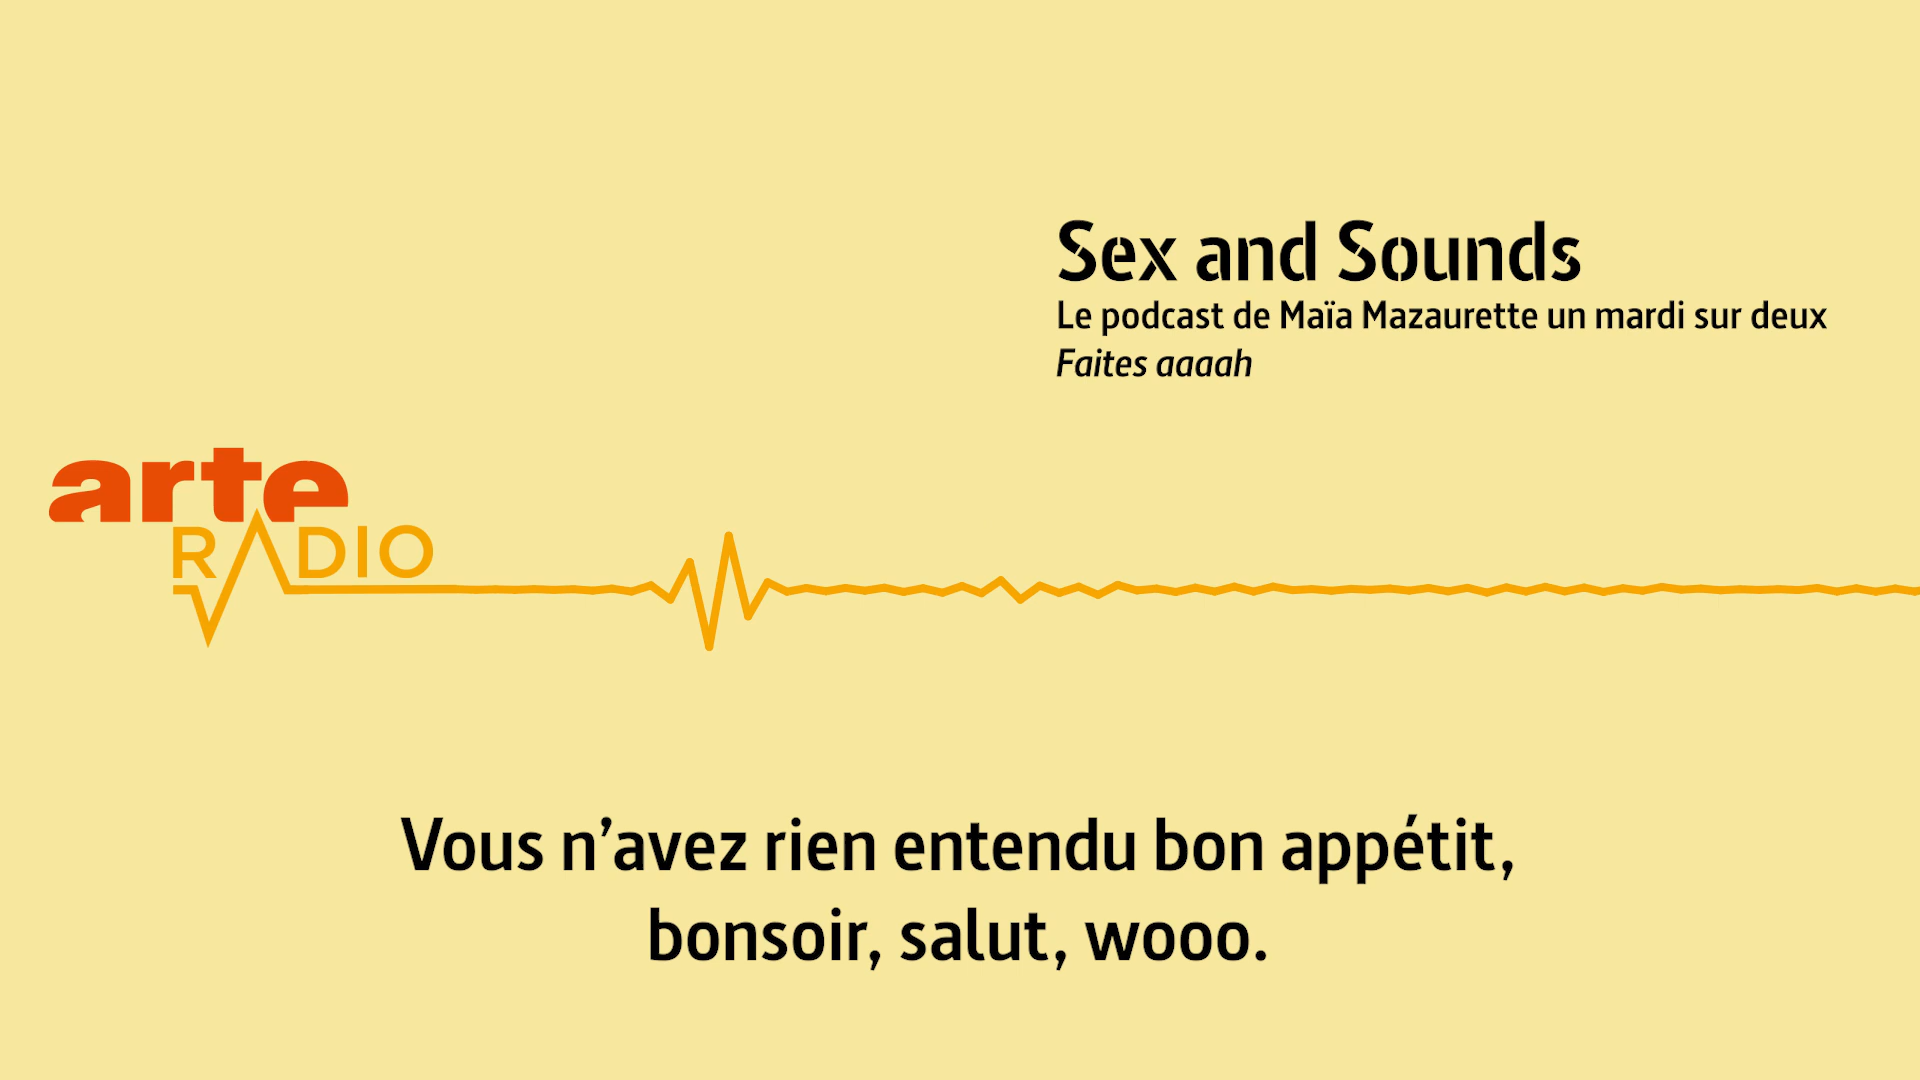 Sex and Sounds
Le podcast de Maïa Mazaurette un mardi sur deux
Faites aaaah
arte
RADIO
Vous n’avez rien entendu bon appétit,
bonsoir, salut, wooo.